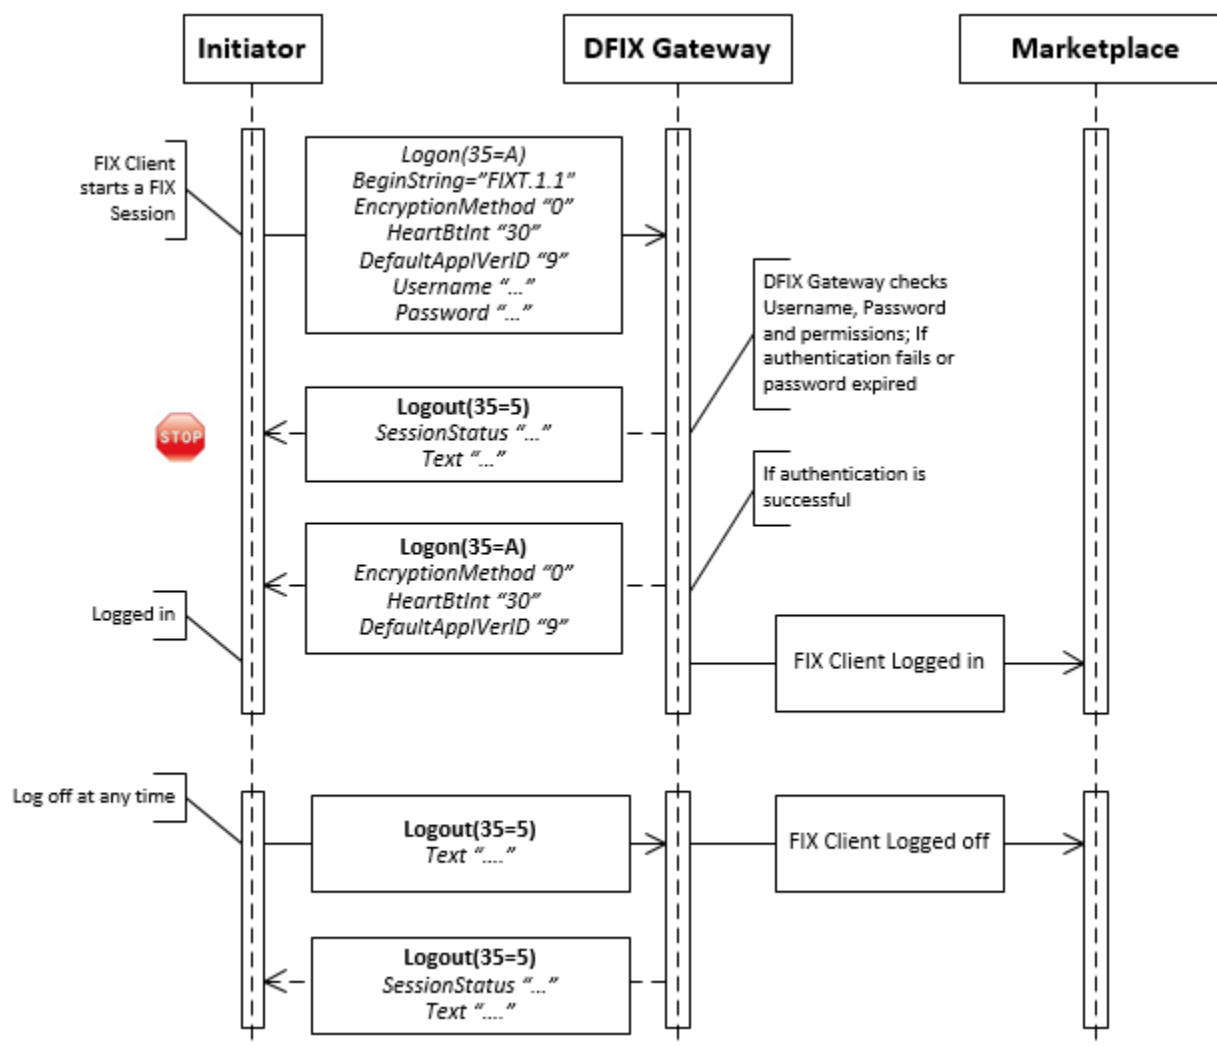 Initiator
DFIX Gateway
Marketplace
FIX Client
starts a FIX
Session
Logon(35=A)
BeginString=”FIXT.1.1”
EncryptionMethod “0”
HeartBtInt “30”
DefaultApplVerID “9”
Username “...”
Password “...”
DFIX Gateway checks
Username, Password
and permissions; If
authentication fails or
password expired
STOP
Logout(35=5)
SessionStatus “...”
Text “...”
If authentication is
successful
Logon(35=A)
EncryptionMethod “0”
HeartBtInt “30”
DefaultApplVerID “9”
Logged in
FIX Client Logged in
Log off at any time
Logout(35=5)
Text “....”
FIX Client Logged off
Logout(35=5)
SessionStatus “...”
Text “....”